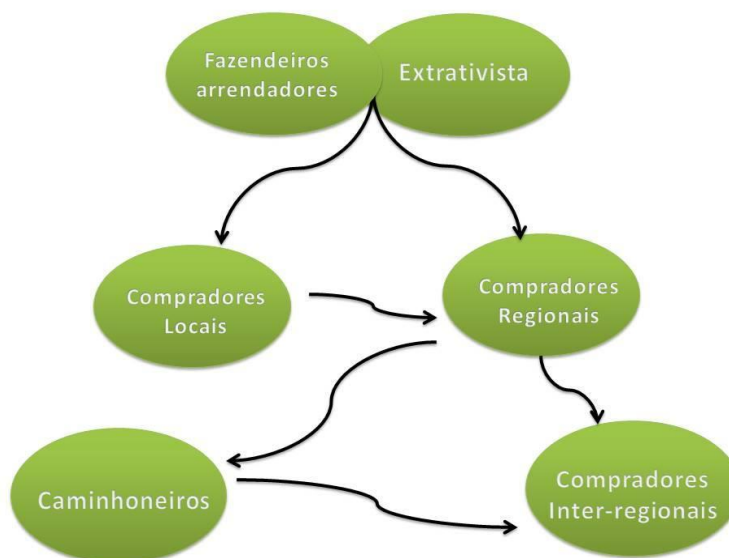 Fazendeiros
arrendadores
Extrativista
Compradores
Locais
Compradores
Regionais
Caminhoneiros
Compradores
Inter-regionais